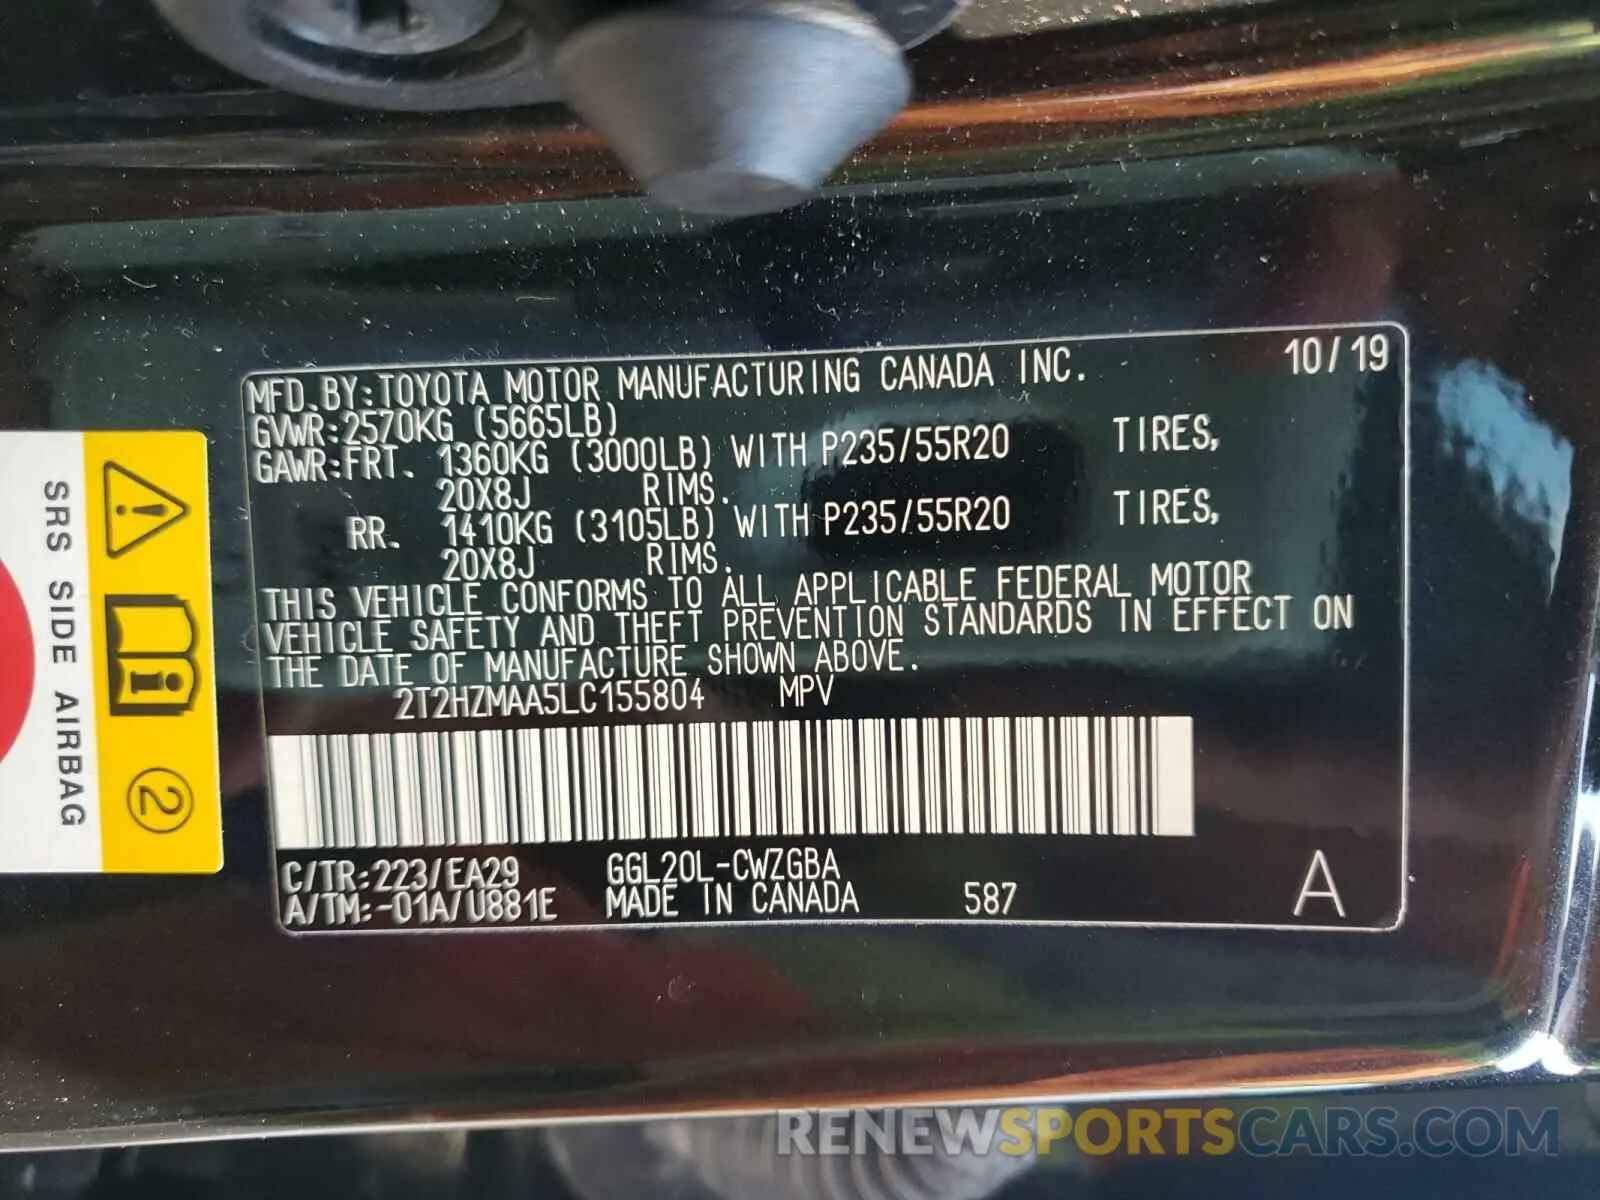 MFD.BY:TOYOTA MOTOR MANUFACTURING CANADA INC. 10/19
GVWR:2570KG (5665LB)
GAWR:FRT. 1360KG (3000LB) WITH P235/55R20 TIRES,
20X8J RIMS.
RR. 1410KG (3105LB) WITH P235/55R20 TIRES,
20X8J RIMS.
THIS VEHICLE CONFORMS TO ALL APPLICABLE FEDERAL MOTOR
VEHICLE SAFETY AND THEFT PREVENTION STANDARDS IN EFFECT ON
THE DATE OF MANUFACTURE SHOWN ABOVE.
2T2HZMAA5LC155804 MPV
C/TR:223/EA29 GGL20L-CWZGBA
A/TM:-01A/U881E MADE IN CANADA 587 A
SRS SIDE AIRBAG
2
RENEWSPORTSCARS.COM